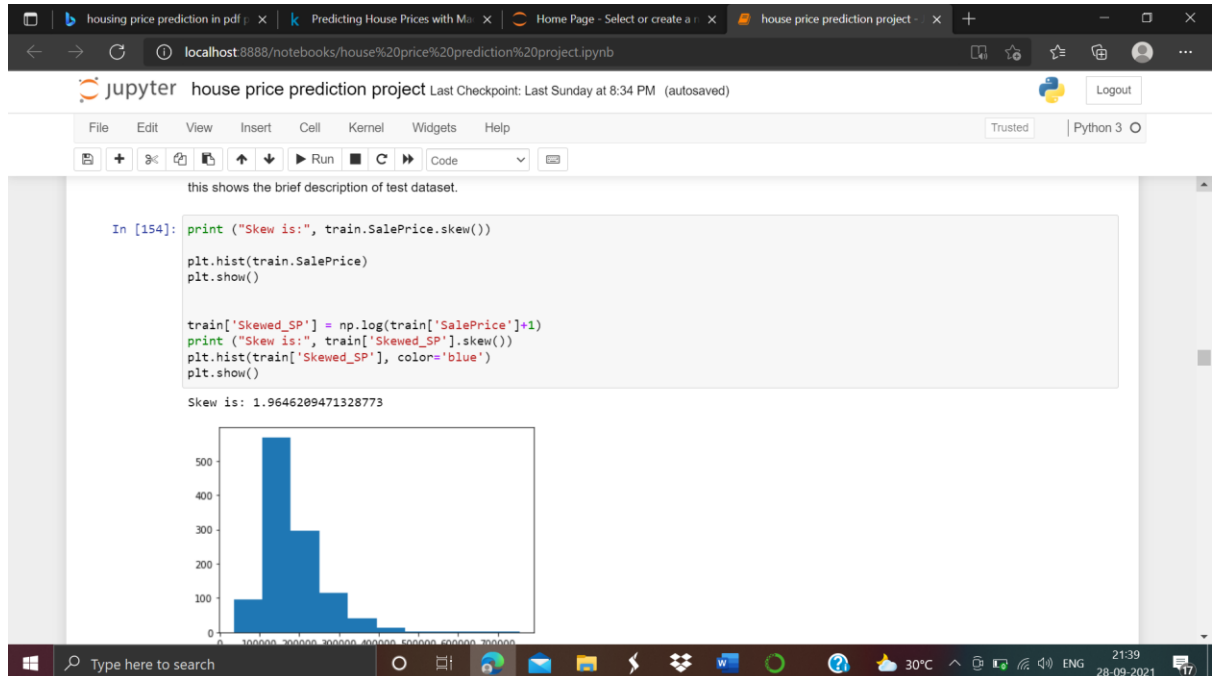 housing price prediction in pdf p
Predicting House Prices with Ma
Home Page - Select or create a n
house price prediction project -
localhost:8888/notebooks/house%20price%20prediction%20project.ipynb
jupyter house price prediction project Last Checkpoint: Last Sunday at 8:34 PM (autosaved)
Logout
File Edit View Insert Cell Kernel Widgets Help
Trusted
Python 3
Run
Code
this shows the brief description of test dataset.
In [154]: print ("Skew is:", train.SalePrice.skew())
plt.hist(train.SalePrice)
plt.show()
train['Skewed_SP'] = np.log(train['SalePrice']+1)
print ("Skew is:", train['Skewed_SP'].skew())
plt.hist(train['Skewed_SP'], color='blue')
plt.show()
Skew is: 1.9646209471328773
500
400
300
200
100
0
0 100000 200000 300000 400000 500000 600000 700000
Type here to search
30°C
ENG
21:39
28-09-2021
17